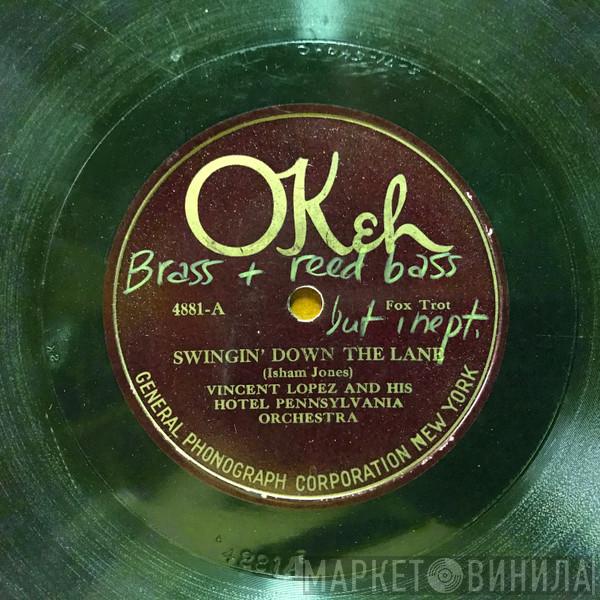 OKeh
Brass + reed bass
4881-A
Fox Trot
but inept.
SWINGIN' DOWN THE LANE
(Isham Jones)
VINCENT LOPEZ AND HIS
HOTEL PENNSYLVANIA
ORCHESTRA
GENERAL PHONOGRAPH CORPORATION NEW YORK
4881A
МАРКЕТ ВИНИЛА